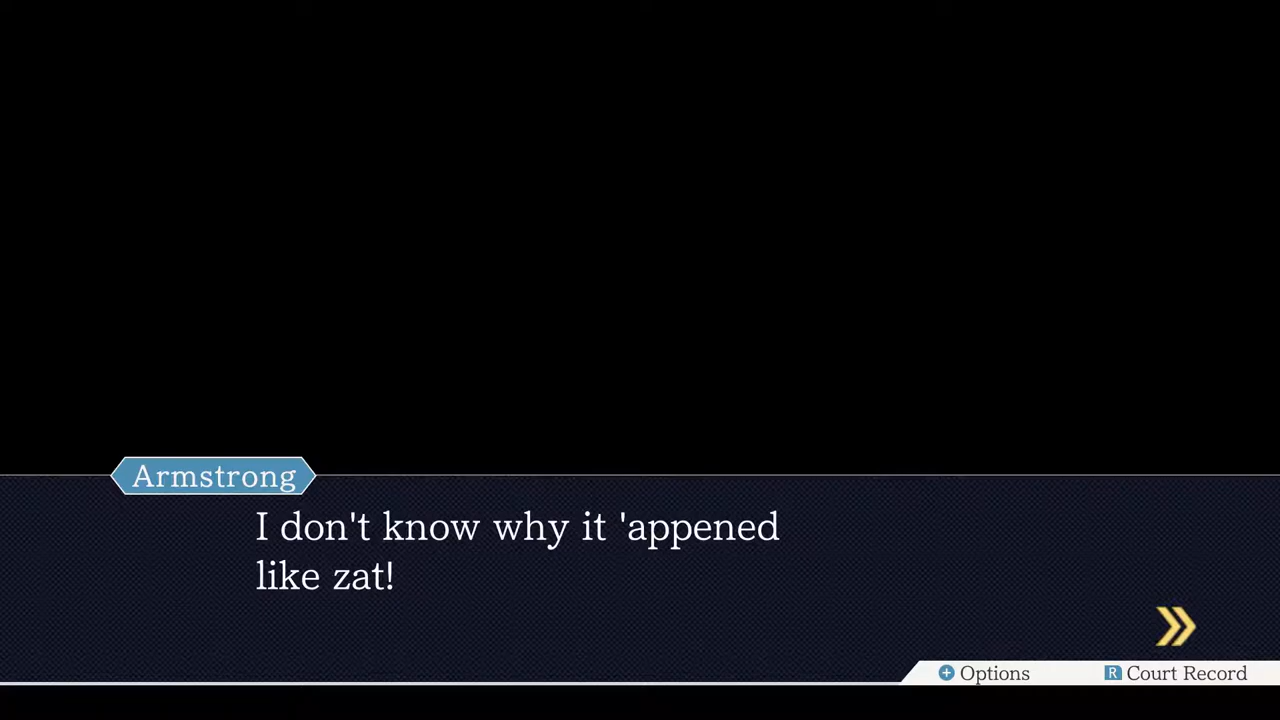 Armstrong
I don't know why it 'appened
like zat!
+ Options
R Court Record